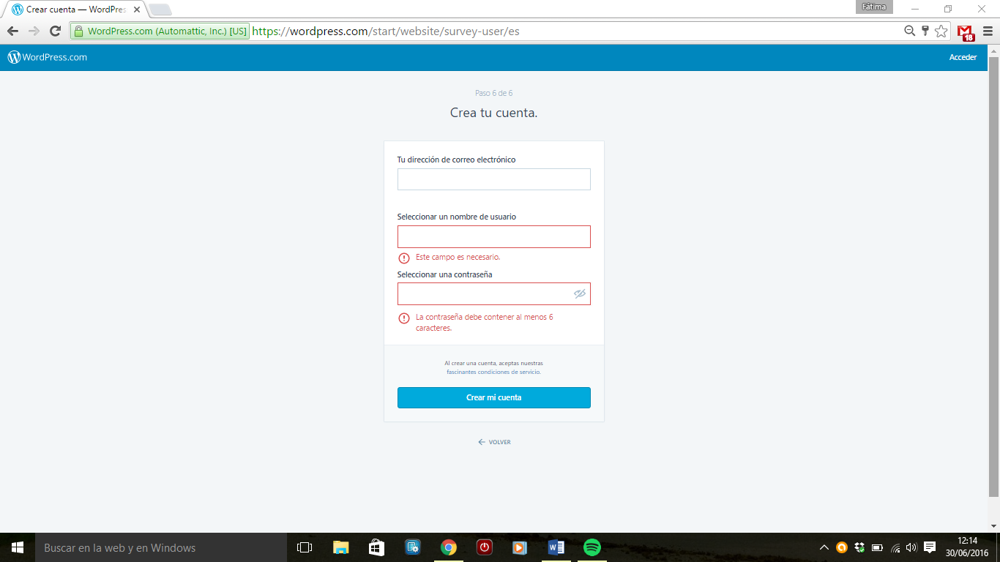 Crear cuenta — WordPres
Fátima
WordPress.com (Automattic, Inc.) [US]
https://wordpress.com/start/website/survey-user/es
18
WordPress.com
Acceder
Paso 6 de 6
Crea tu cuenta.
Tu dirección de correo electrónico
Seleccionar un nombre de usuario
Este campo es necesario.
Seleccionar una contraseña
La contraseña debe contener al menos 6
caracteres.
Al crear una cuenta, aceptas nuestras
fascinantes condiciones de servicio.
Crear mi cuenta
VOLVER
Buscar en la web y en Windows
12:14
30/06/2016